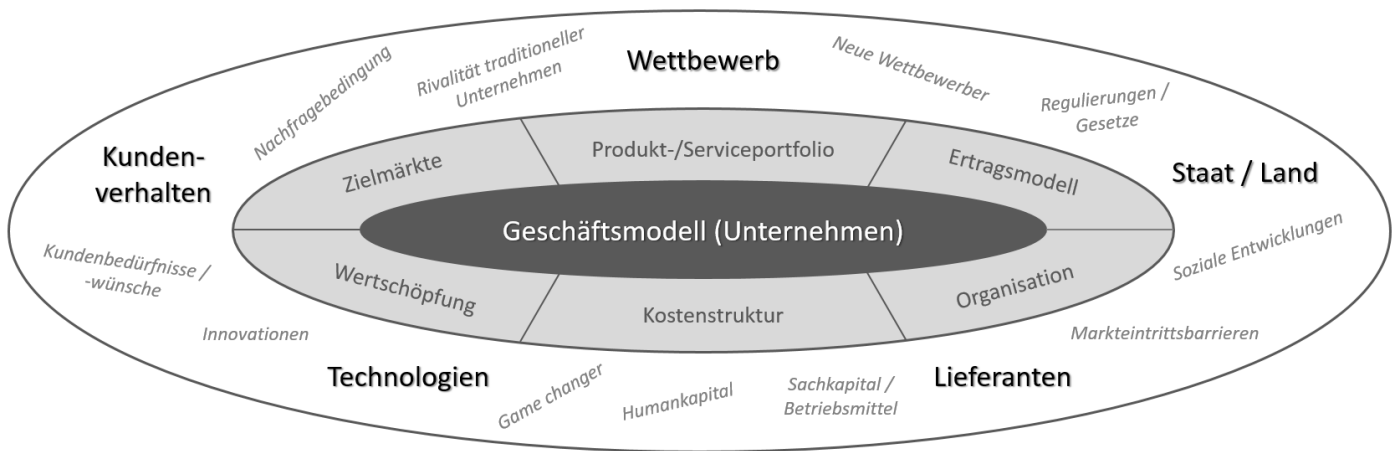 Wettbewerb
Nachfragebedingung
Rivalität traditioneller
Unternehmen
Neue Wettbewerber
Regulierungen /
Gesetze
Kunden-
verhalten
Staat / Land
Zielmärkte
Produkt-/Serviceportfolio
Ertragsmodell
Geschäftsmodell (Unternehmen)
Wertschöpfung
Kostenstruktur
Organisation
Kundenbedürfnisse /
-wünsche
Soziale Entwicklungen
Innovationen
Markteintrittsbarrieren
Technologien
Lieferanten
Game changer
Humankapital
Sachkapital /
Betriebsmittel